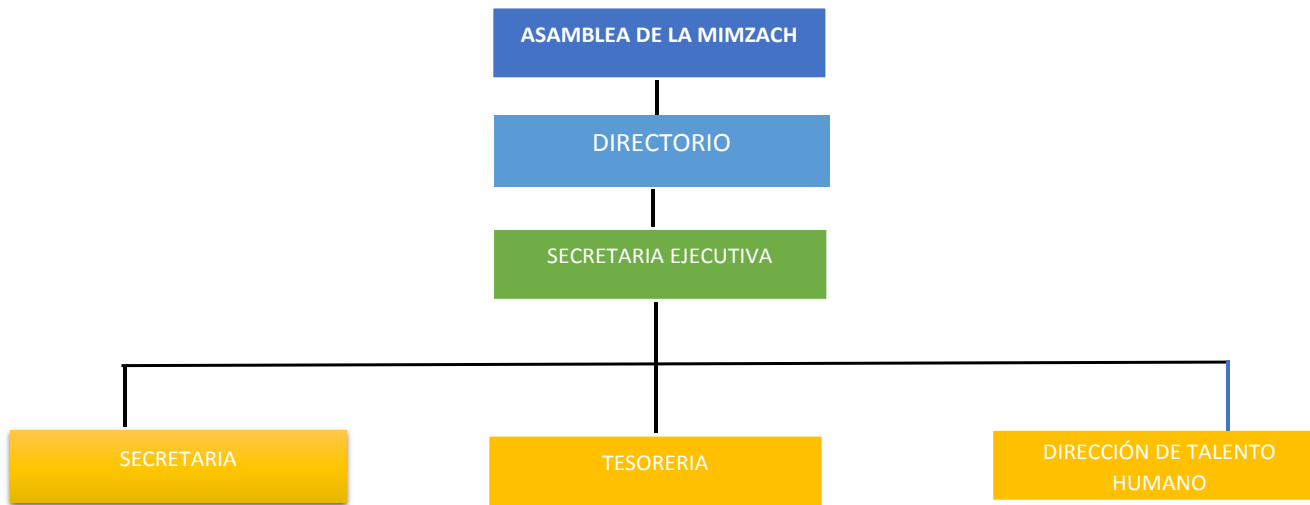 ASAMBLEA DE LA MIMZACH
DIRECTORIO
SECRETARIA EJECUTIVA
SECRETARIA
TESORERIA
DIRECCIÓN DE TALENTO
HUMANO